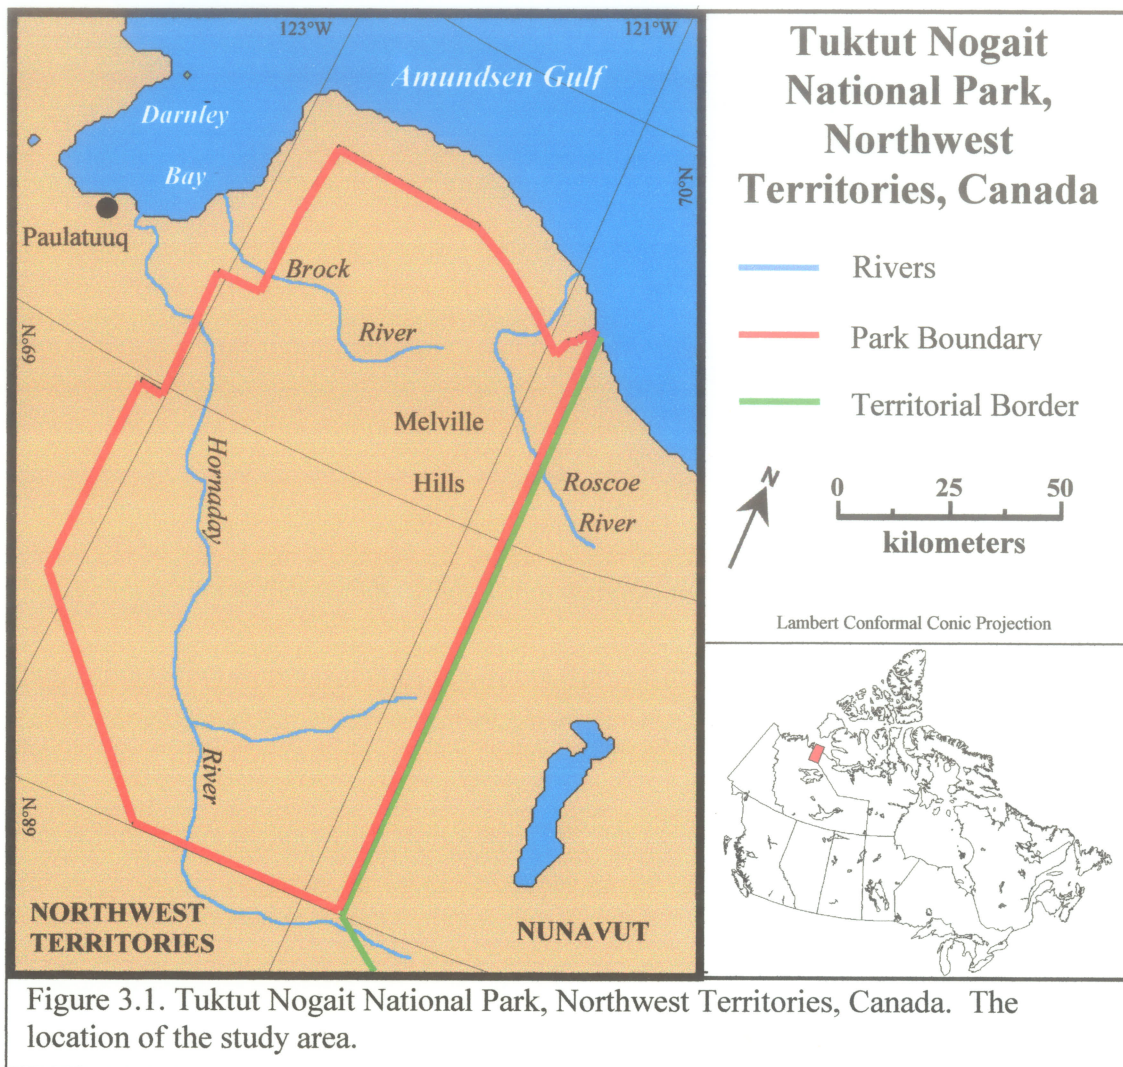 123°W
121°W
Amundsen Gulf
Darnley
Bay
70°N
Paulatuuq
Brock
River
69°N
Melville
Hills
Hornaday
Roscoe
River
River
68°N
NORTHWEST
TERRITORIES
NUNAVUT
Tuktut Nogait
National Park,
Northwest
Territories, Canada
Rivers
Park Boundary
Territorial Border
N
0 25 50
kilometers
Lambert Conformal Conic Projection
Figure 3.1. Tuktut Nogait National Park, Northwest Territories, Canada.  The
location of the study area.